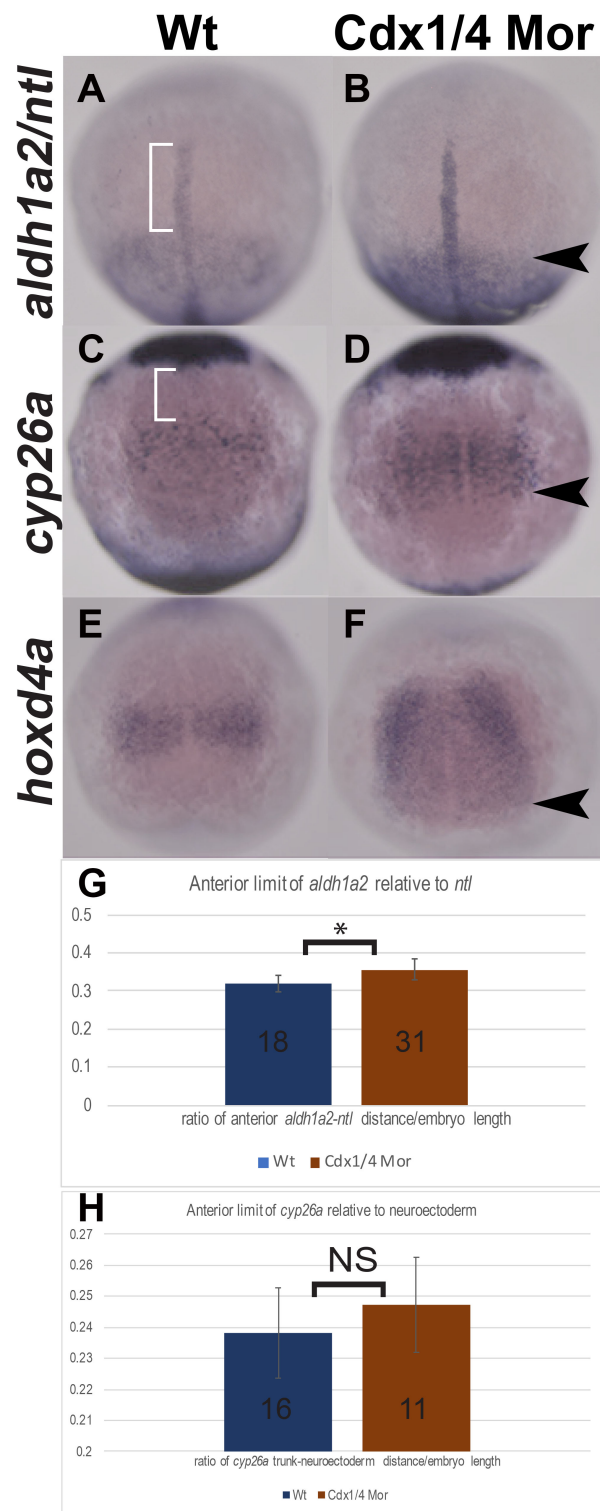 Wt Cdx1/4 Mor
aldh1a2/ntl
A B
cyp26a
C D
hoxd4a
E F
G
Anterior limit of aldh1a2 relative to ntl
0.5
0.4
0.3
0.2
0.1
0
*
18 31
ratio of anterior aldh1a2-ntl distance/embryo length
Wt Cdx1/4 Mor
H
Anterior limit of cyp26a relative to neuroectoderm
0.27
0.26
0.25
0.24
0.23
0.22
0.21
0.2
NS
16 11
ratio of cyp26a trunk-neuroectoderm distance/embryo length
Wt Cdx1/4 Mor